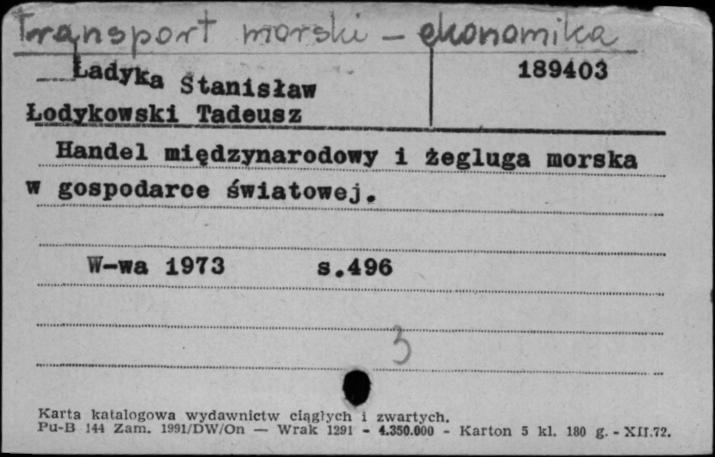 Transport morski - ekonomika
Ładyka Stanisław 189403
Łodykowski Tadeusz
Handel międzynarodowy i żegluga morska
w gospodarce światowej.
W-wa 1973 s.496
3
Karta katalogowa wydawnictw ciągłych i zwartych.
Pu-B 144 Zam. 1991/DW/On — Wrak 1291 - 4.350.000 - Karton 5 kl. 180 g. - XII.72.